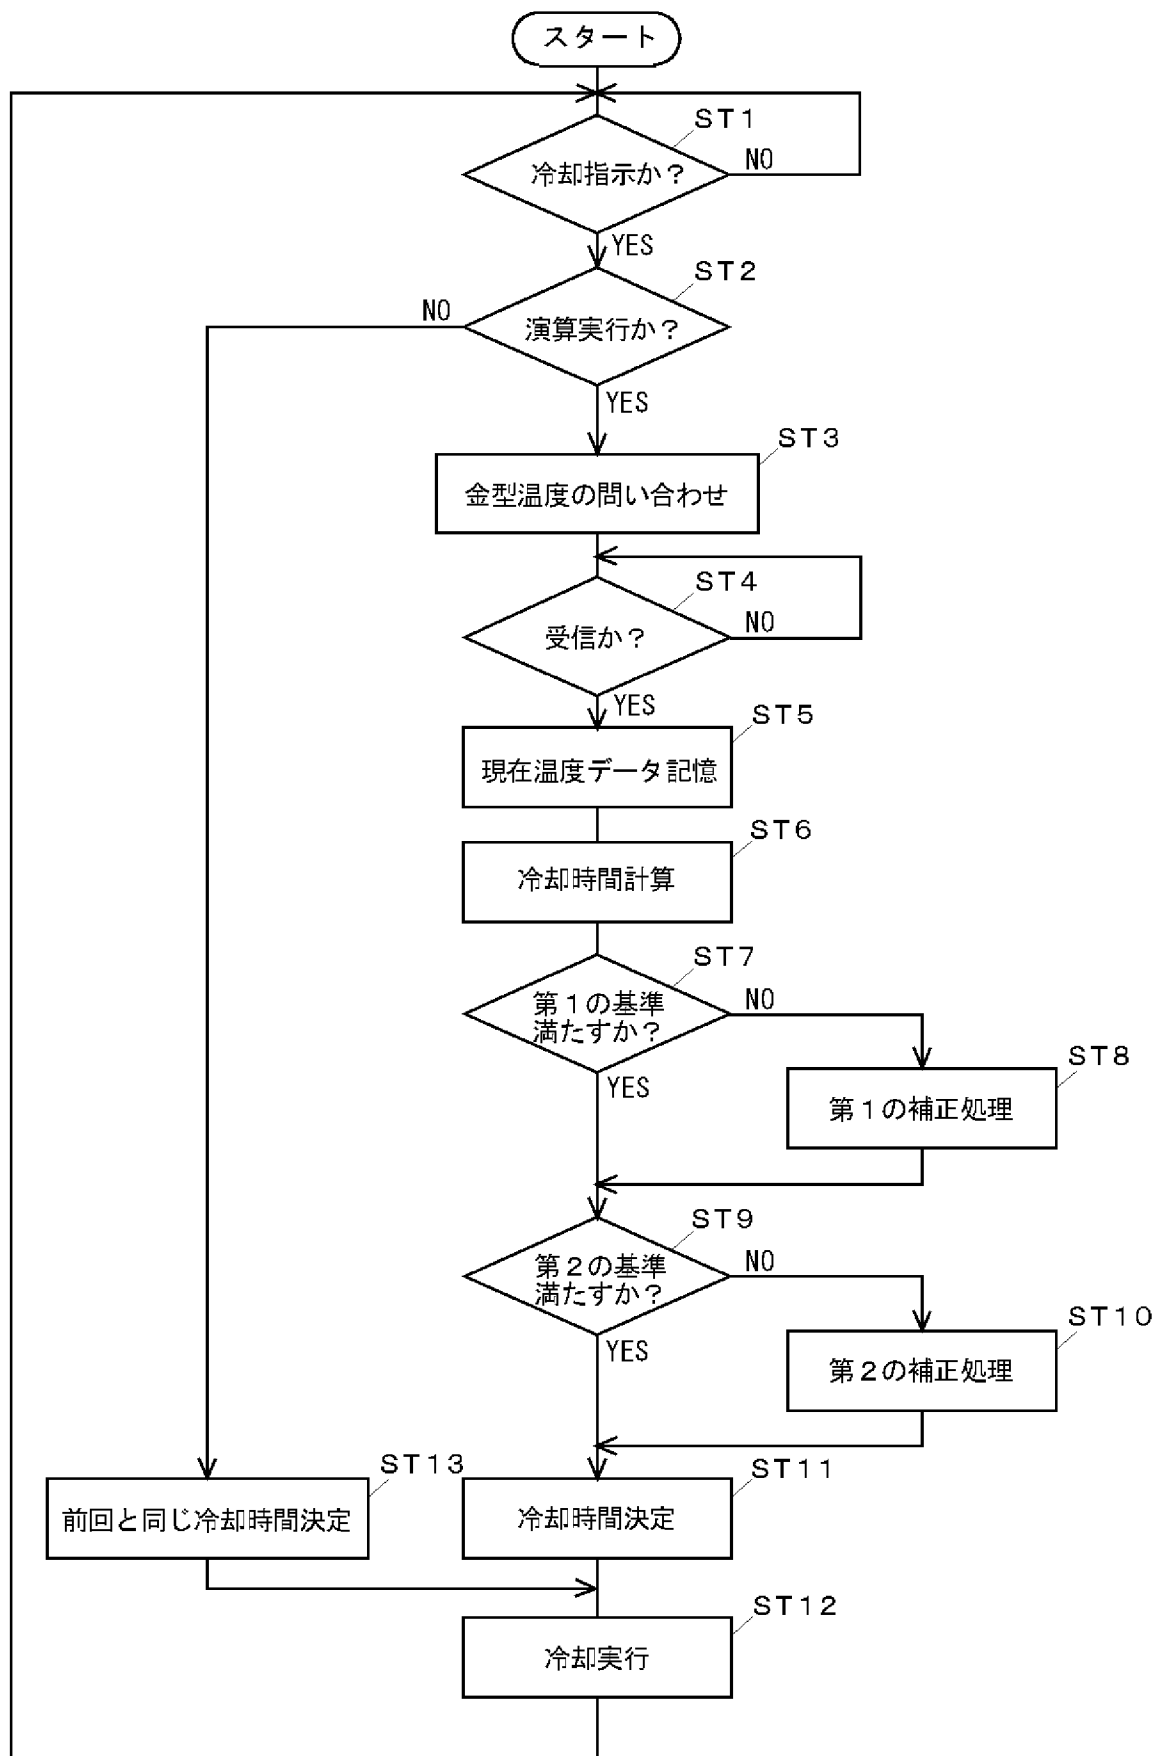 スタート
ST1
冷却指示か？
NO
YES
ST2
NO
演算実行か？
YES
ST3
金型温度の問い合わせ
ST4
受信か？
NO
YES
ST5
現在温度データ記憶
ST6
冷却時間計算
ST7
第１の基準
満たすか？
NO
YES
ST8
第１の補正処理
ST9
第２の基準
満たすか？
NO
YES
ST10
第２の補正処理
ST13
前回と同じ冷却時間決定
ST11
冷却時間決定
ST12
冷却実行